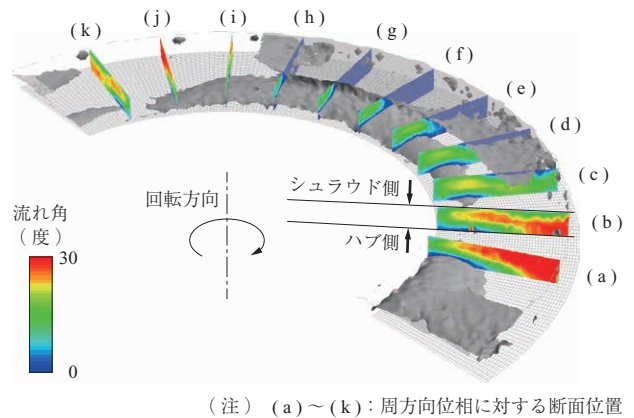 (k)
(j)
(i)
(h)
(g)
(f)
(e)
(d)
(c)
(b)
(a)
シュラウド側
ハブ側
回転方向
流れ角
(度)
30
0
(注) (a)~(k):周方向位相に対する断面位置